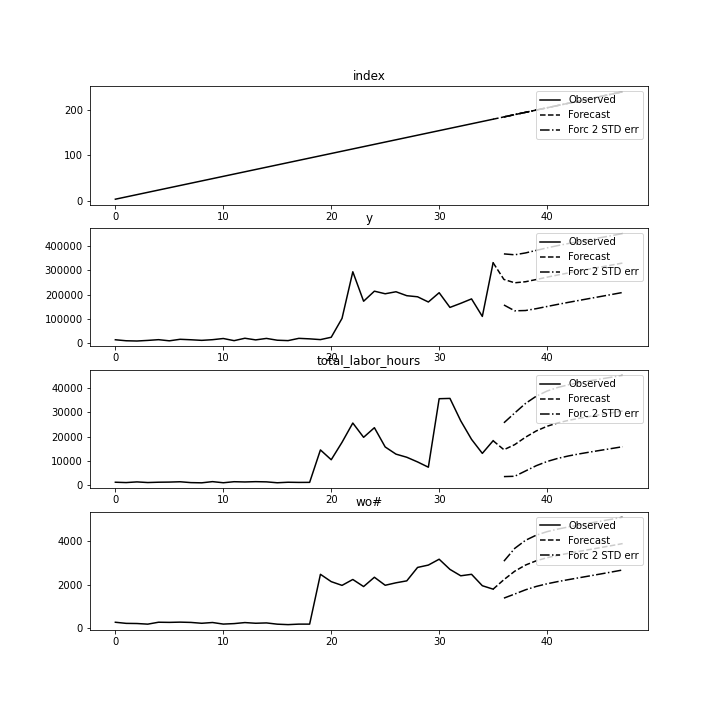 index
200
100
0
Observed
Forecast
Forc 2 STD err
0 10 20 30 40
y
400000
300000
200000
100000
0
Observed
Forecast
Forc 2 STD err
0 10 20 30 40
total_labor_hours
40000
30000
20000
10000
0
Observed
Forecast
Forc 2 STD err
0 10 20 30 40
wo#
4000
2000
0
Observed
Forecast
Forc 2 STD err
0 10 20 30 40